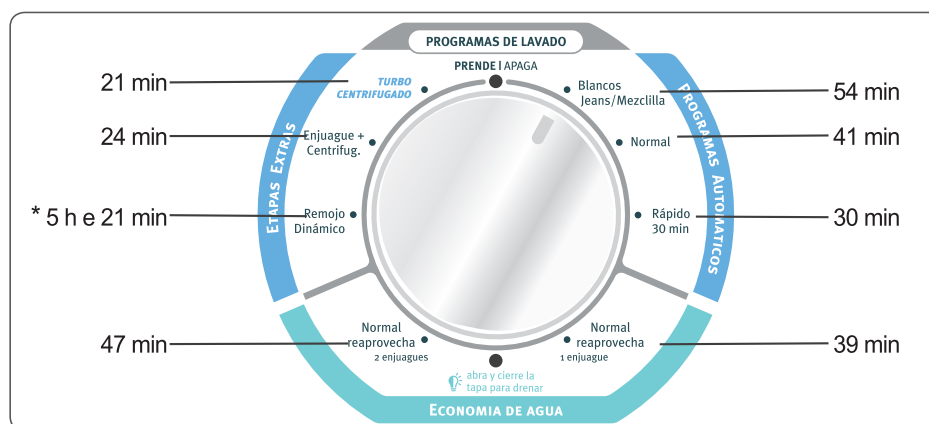 PROGRAMAS DE LAVADO
PRENDE | APAGA
21 min
TURBO
CENTRIFUGADO
Blancos
Jeans/Mezclilla
54 min
24 min
Enjuague +
Centrifug.
Normal
41 min
* 5 h e 21 min
Remojo
Dinámico
Rápido
30 min
30 min
ETAPAS EXTRAS
PROGRAMAS AUTOMÁTICOS
47 min
Normal
reaprovecha
2 enjuagues
Normal
reaprovecha
1 enjuague
39 min
abra y cierre la
tapa para drenar
ECONOMIA DE AGUA